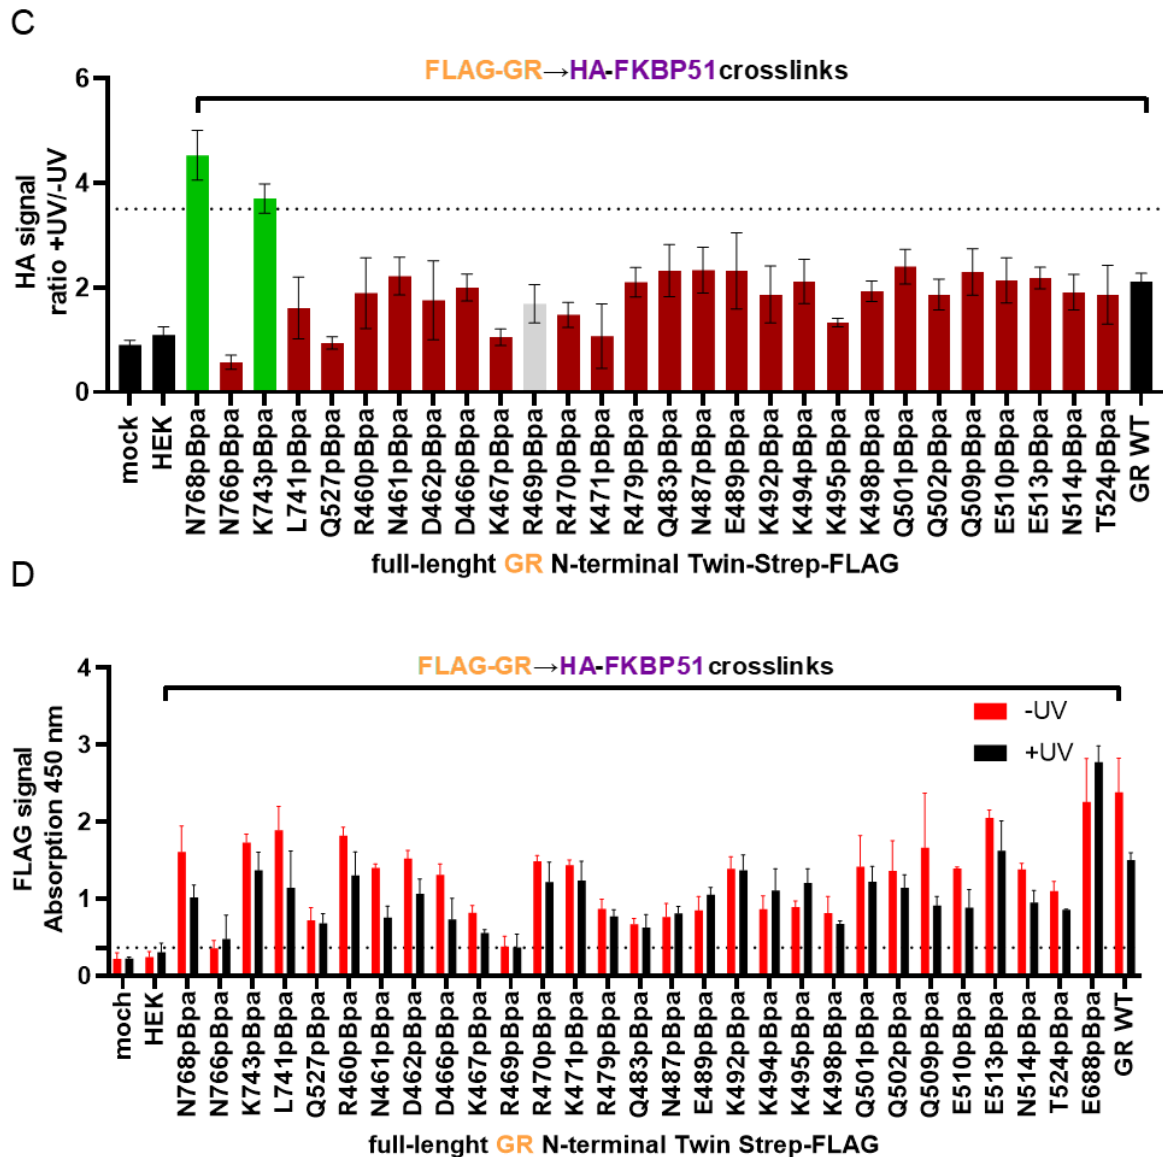 C
FLAG-GR→HA-FKBP51 crosslinks
HA signal
ratio +UV/-UV
6
4
2
0
mock
HEK
N768pBpa
N766pBpa
K743pBpa
L741pBpa
Q527pBpa
R460pBpa
N461pBpa
D462pBpa
D466pBpa
K467pBpa
R469pBpa
R470pBpa
K471pBpa
R479pBpa
Q483pBpa
N487pBpa
E489pBpa
K492pBpa
K494pBpa
K495pBpa
K498pBpa
Q501pBpa
Q502pBpa
Q509pBpa
E510pBpa
E513pBpa
N514pBpa
T524pBpa
GR WT
full-lenght GR N-terminal Twin-Strep-FLAG
D
FLAG-GR→HA-FKBP51 crosslinks
-UV
+UV
FLAG signal
Absorption 450 nm
4
3
2
1
0
moch
HEK
N768pBpa
N766pBpa
K743pBpa
L741pBpa
Q527pBpa
R460pBpa
N461pBpa
D462pBpa
D466pBpa
K467pBpa
R469pBpa
R470pBpa
K471pBpa
R479pBpa
Q483pBpa
N487pBpa
E489pBpa
K492pBpa
K494pBpa
K495pBpa
K498pBpa
Q501pBpa
Q502pBpa
Q509pBpa
E510pBpa
E513pBpa
N514pBpa
T524pBpa
E688pBpa
GR WT
full-lenght GR N-terminal Twin Strep-FLAG